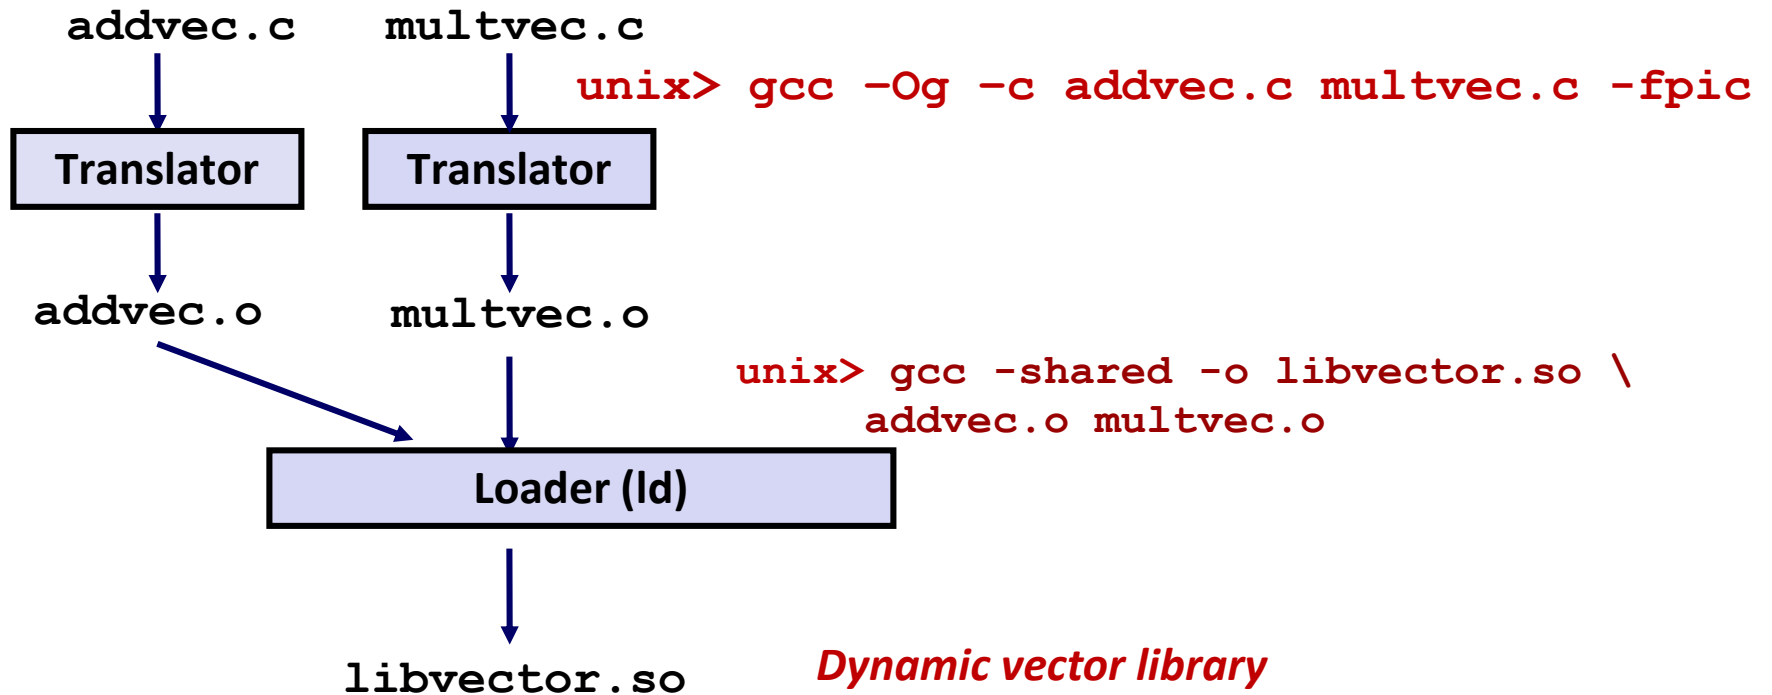 addvec.c multvec.c
unix> gcc –Og –c addvec.c multvec.c -fpic
Translator Translator
addvec.o multvec.o
unix> gcc -shared -o libvector.so \
addvec.o multvec.o
Loader (ld)
libvector.so
Dynamic vector library